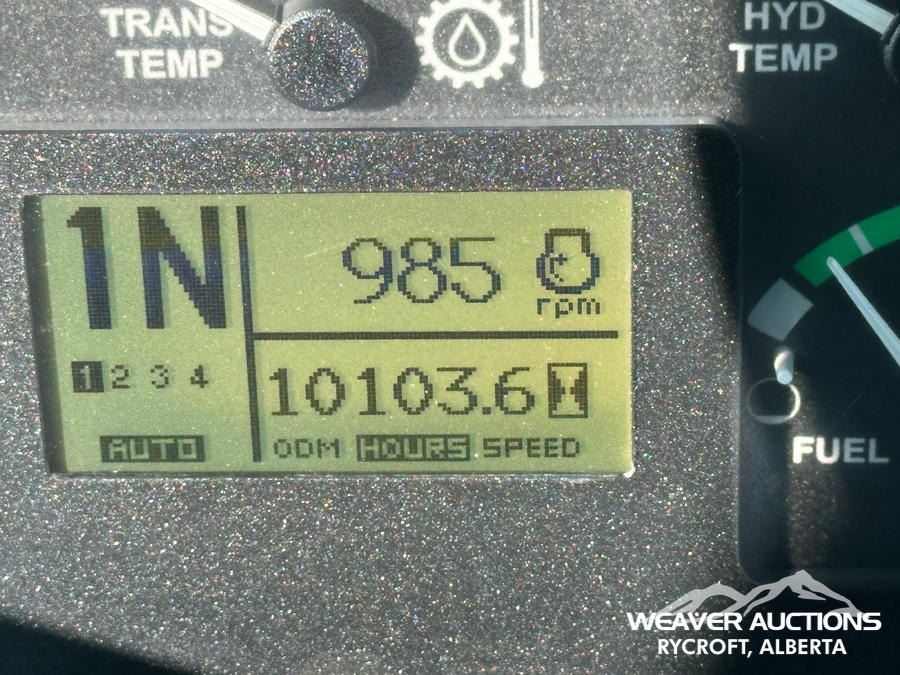 TRANS
TEMP
HYD
TEMP
1N
985
rpm
1 2 3 4
10103.6
AUTO
ODM HOURS SPEED
FUEL
WEAVER AUCTIONS
RYCROFT, ALBERTA